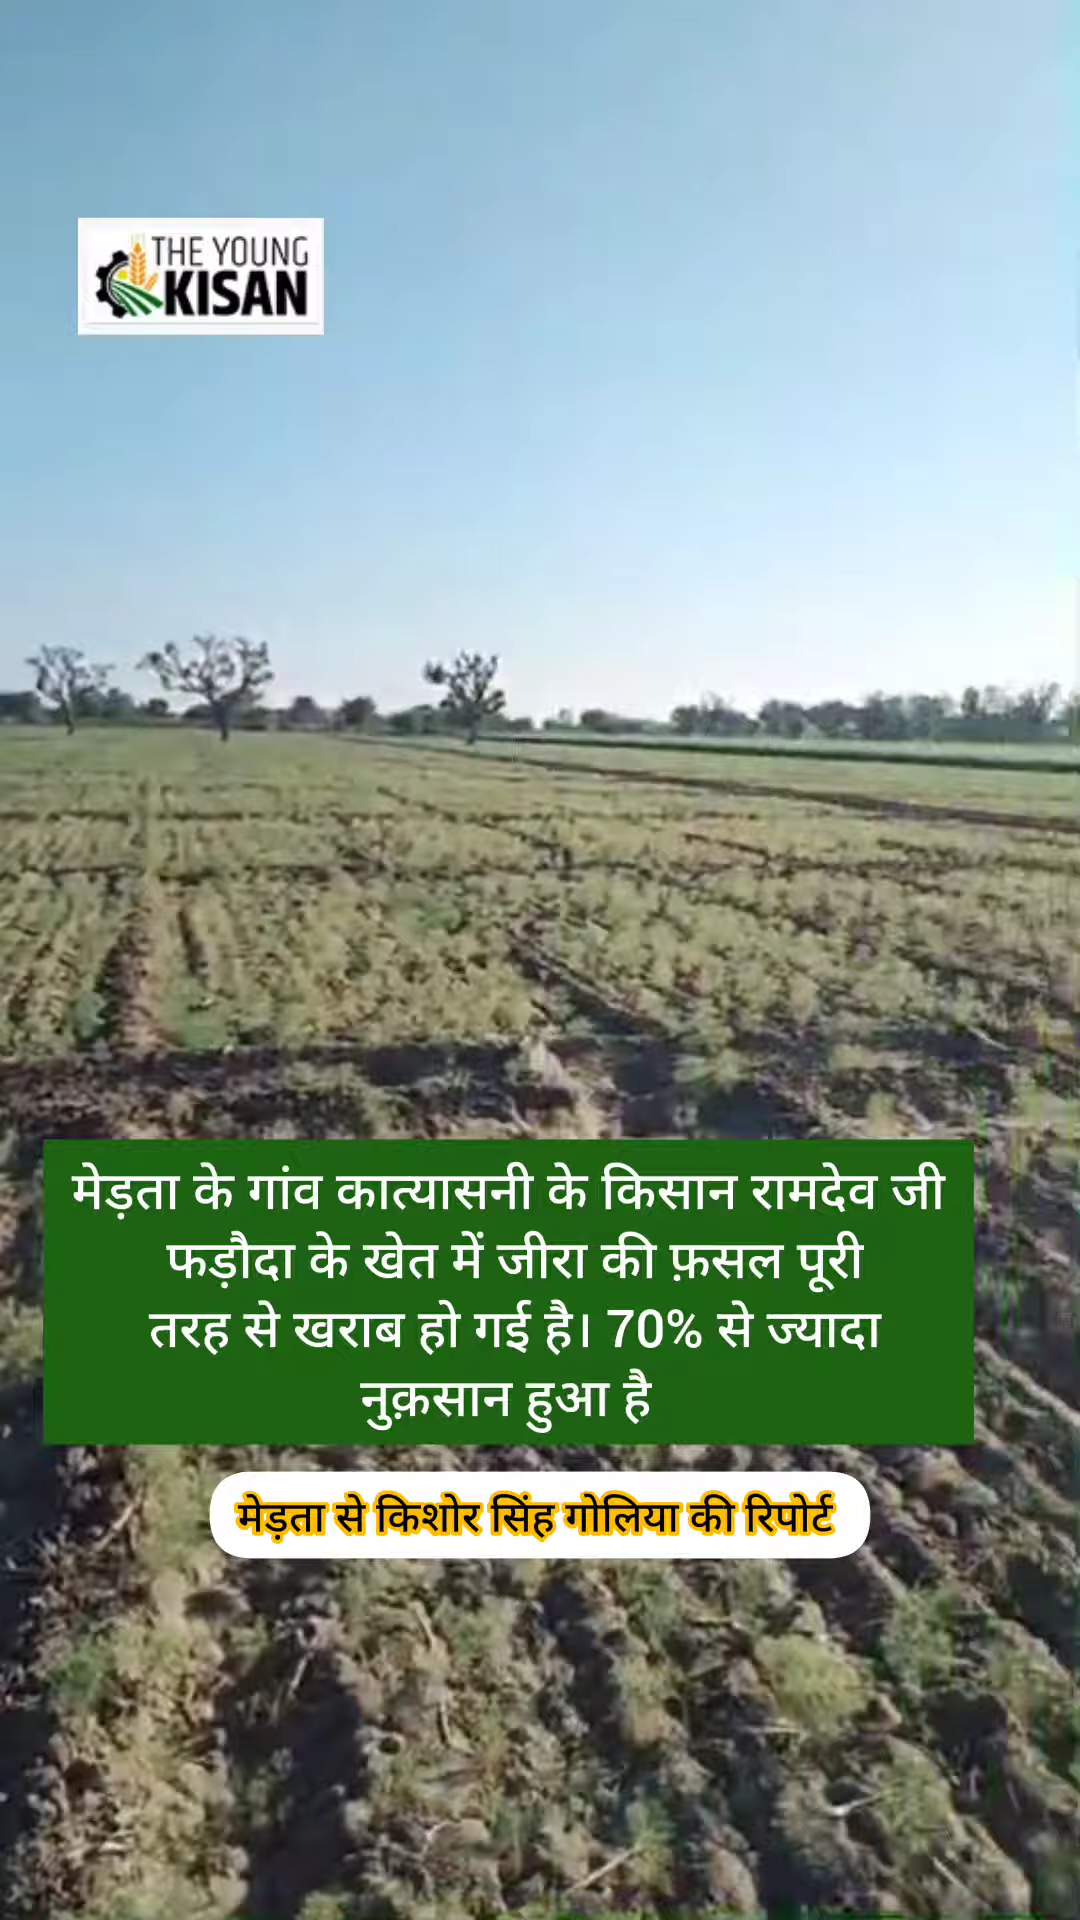 THE YOUNG
KISAN
मेड़ता के गांव कात्यासनी के किसान रामदेव जी
फड़ौदा के खेत में जीरा की फ़सल पूरी
तरह से खराब हो गई है। 70% से ज्यादा
नुक़सान हुआ है
मेड़ता से किशोर सिंह गोलिया की रिपोर्ट